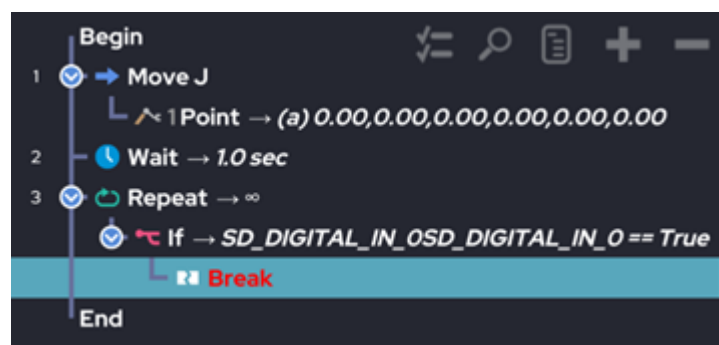 Begin
1 Move J
1 Point → (a) 0.00,0.00,0.00,0.00,0.00,0.00
2 Wait → 1.0 sec
3 Repeat → ∞
If → SD_DIGITAL_IN_0SD_DIGITAL_IN_0 == True
Break
End